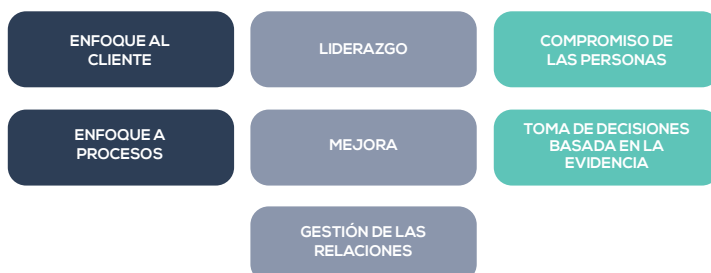 ENFOQUE AL
CLIENTE
LIDERAZGO
COMPROMISO DE
LAS PERSONAS
ENFOQUE A
PROCESOS
MEJORA
TOMA DE DECISIONES
BASADA EN LA
EVIDENCIA
GESTIÓN DE LAS
RELACIONES